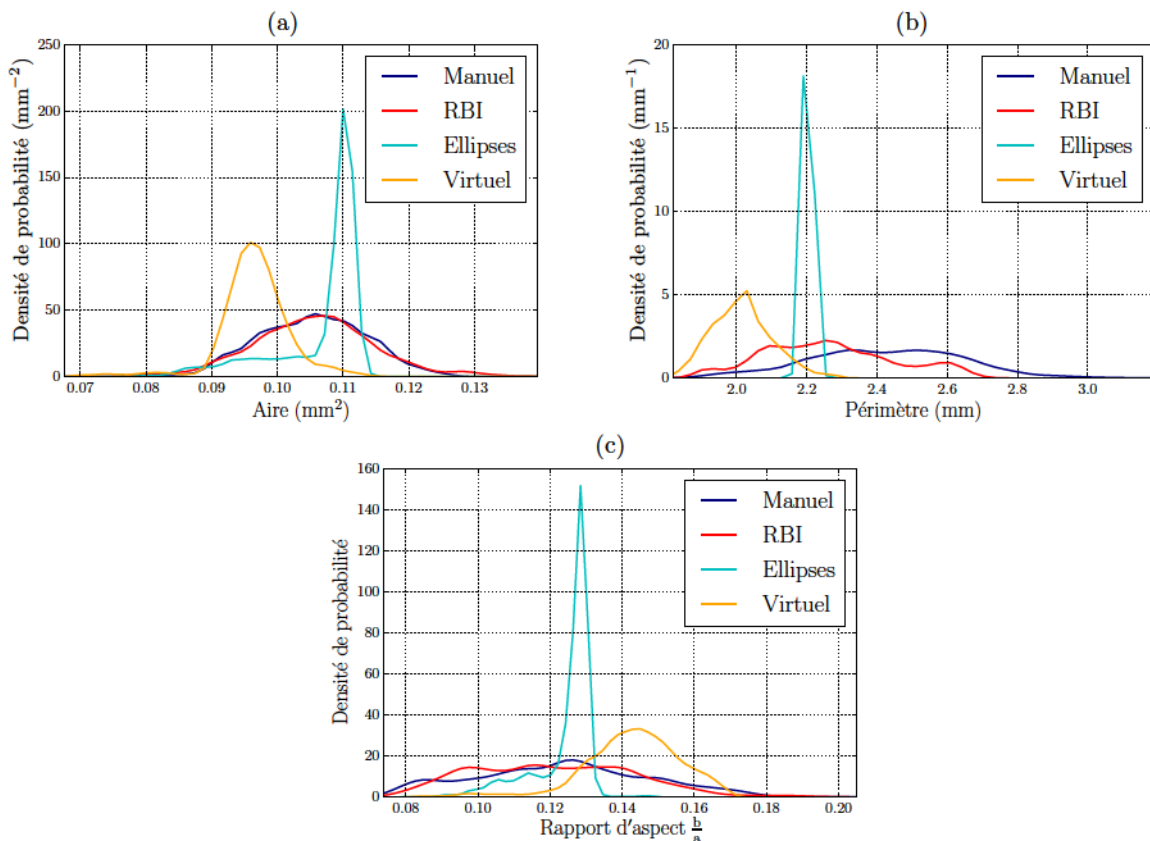 (a)
Densité de probabilité (mm⁻²)
250
200
150
100
50
0
0.07 0.08 0.09 0.10 0.11 0.12 0.13
Aire (mm²)
Manuel
RBI
Ellipses
Virtuel
(b)
Densité de probabilité (mm⁻¹)
20
15
10
5
0
2.0 2.2 2.4 2.6 2.8 3.0
Périmètre (mm)
Manuel
RBI
Ellipses
Virtuel
(c)
Densité de probabilité
160
140
120
100
80
60
40
20
0
0.08 0.10 0.12 0.14 0.16 0.18 0.20
Rapport d'aspect b/a
Manuel
RBI
Ellipses
Virtuel